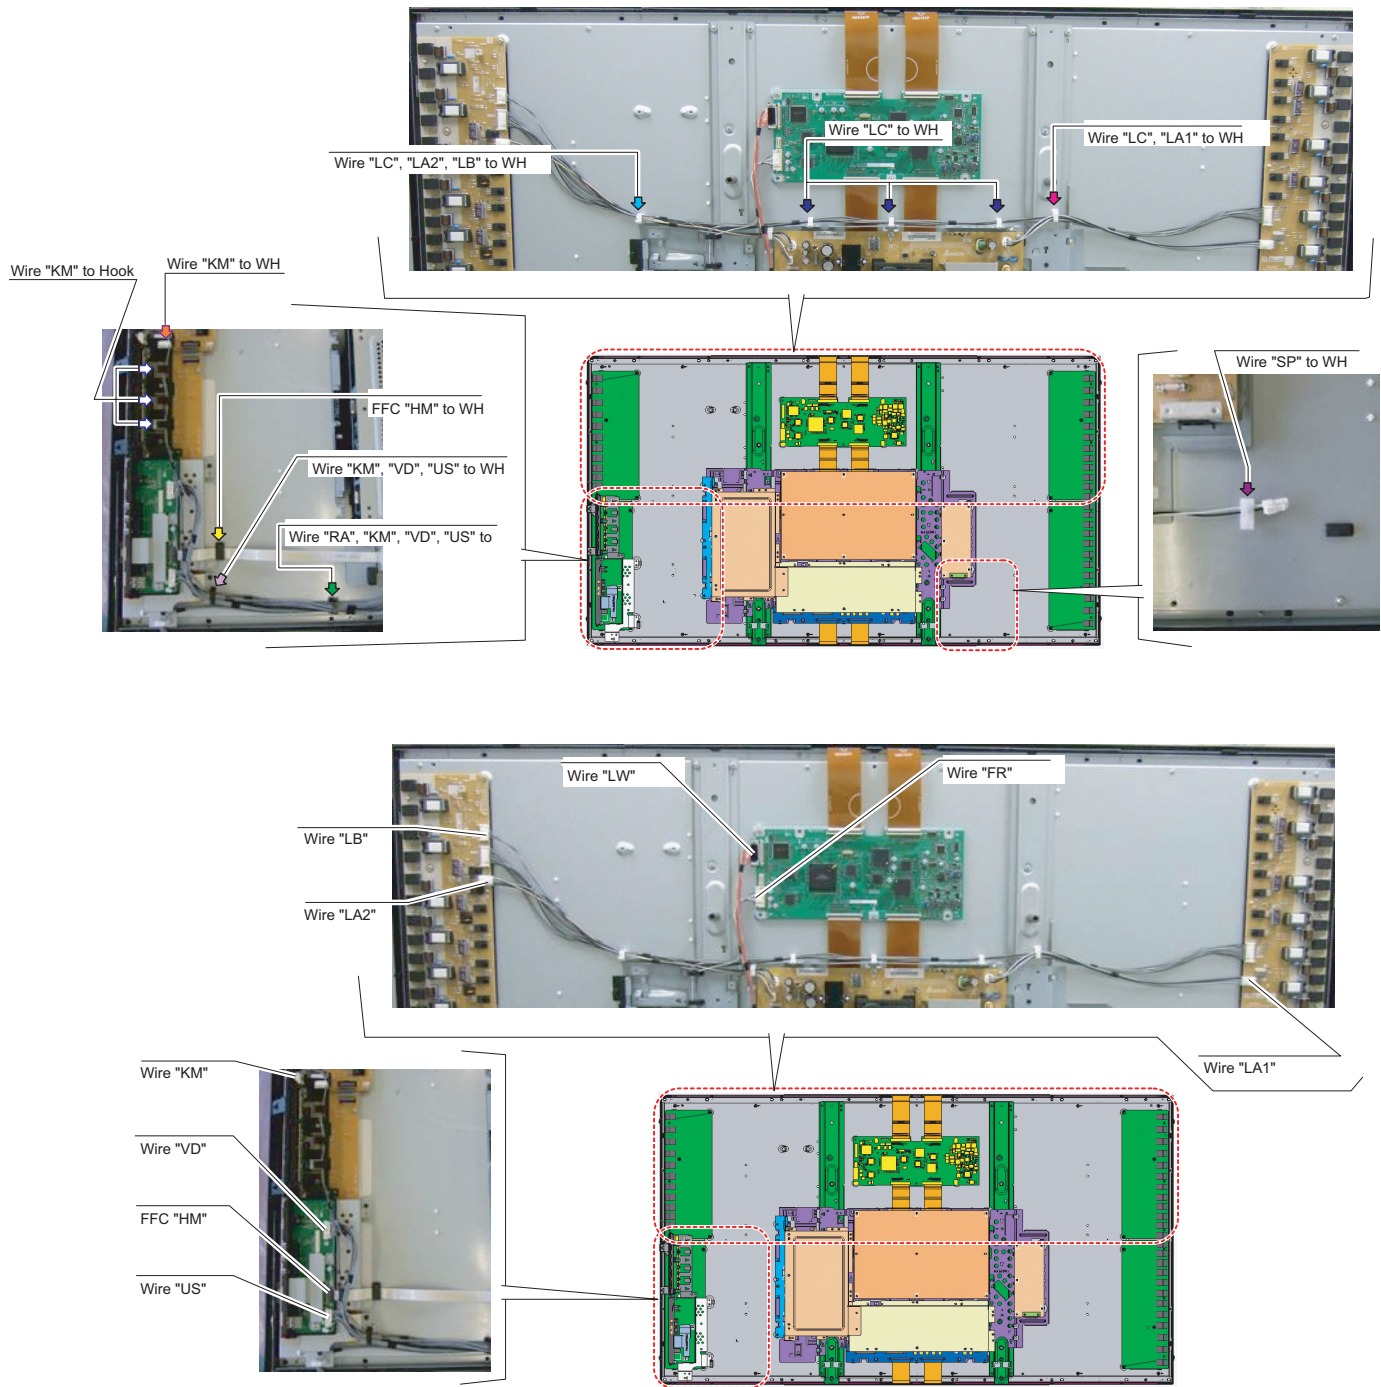 Wire "LC" to WH
Wire "LC", "LA1" to WH
Wire "LC", "LA2", "LB" to WH
Wire "KM" to Hook
Wire "KM" to WH
Wire "SP" to WH
FFC "HM" to WH
Wire "KM", "VD", "US" to WH
Wire "RA", "KM", "VD", "US" to
Wire "LW"
Wire "FR"
Wire "LB"
Wire "LA2"
Wire "LA1"
Wire "KM"
Wire "VD"
FFC "HM"
Wire "US"